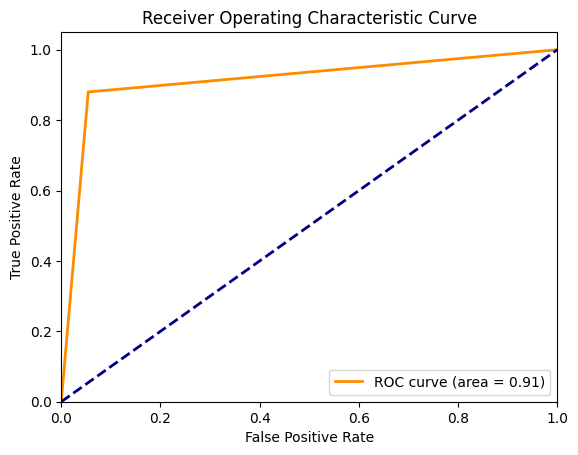 Receiver Operating Characteristic Curve
True Positive Rate
1.0
0.8
0.6
0.4
0.2
0.0
ROC curve (area = 0.91)
0.0 0.2 0.4 0.6 0.8 1.0
False Positive Rate